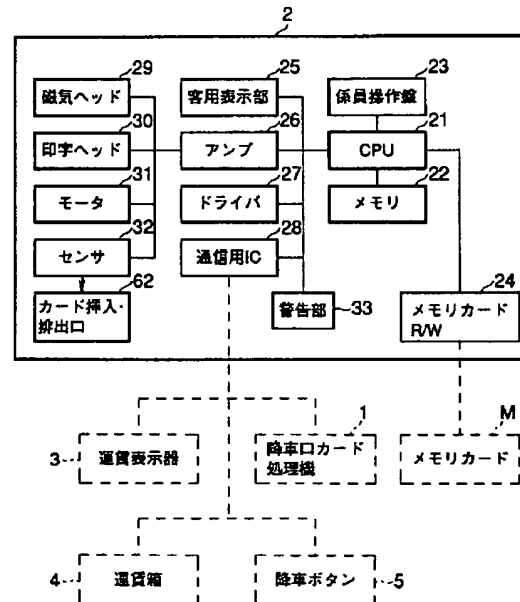 2
29
25
23
磁気ヘッド
客用表示部
係員操作盤
30
26
21
印字ヘッド
アンプ
CPU
31
27
22
モータ
ドライバ
メモリ
32
28
センサ
通信用IC
62
24
カード挿入・
排出口
警告部
33
メモリカード
R/W
1
M
3
運賃表示器
降車口カード
処理機
メモリカード
4
運賃箱
降車ボタン
5